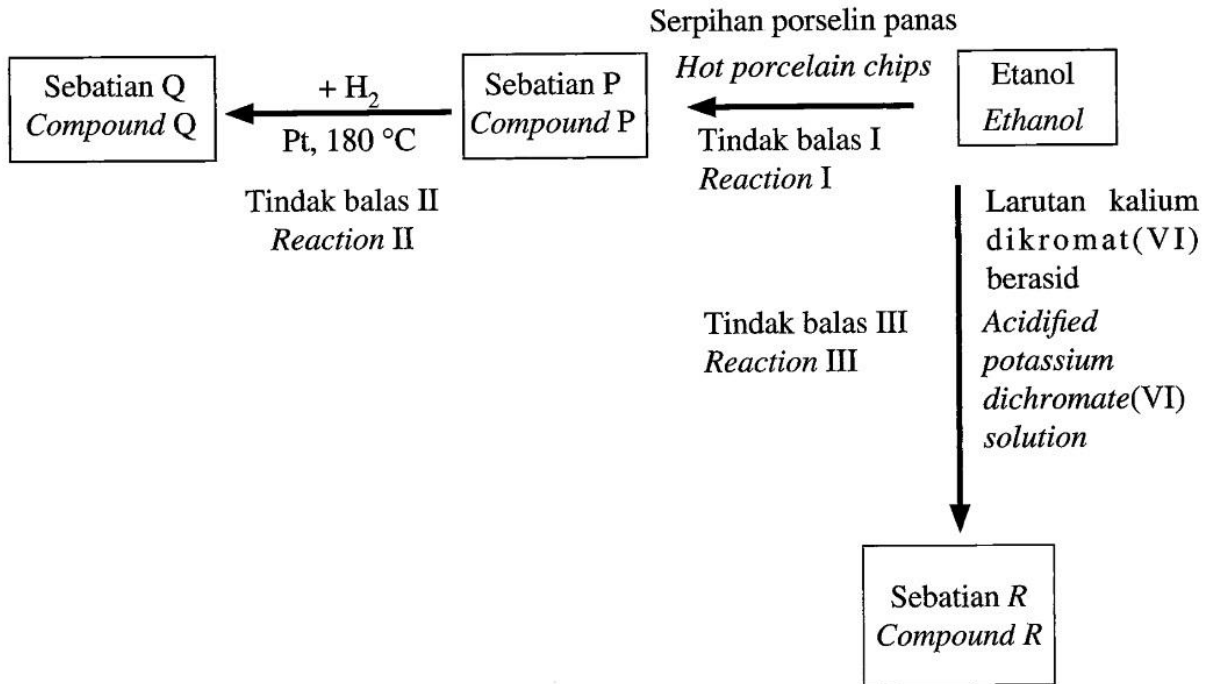 Serpihan porselin panas
Hot porcelain chips
Sebatian Q
Compound Q
+ H₂
Pt, 180 °C
Tindak balas II
Reaction II
Sebatian P
Compound P
Tindak balas I
Reaction I
Etanol
Ethanol
Larutan kalium
dikromat(VI)
berasid
Acidified
potassium
dichromate(VI)
solution
Tindak balas III
Reaction III
Sebatian R
Compound R